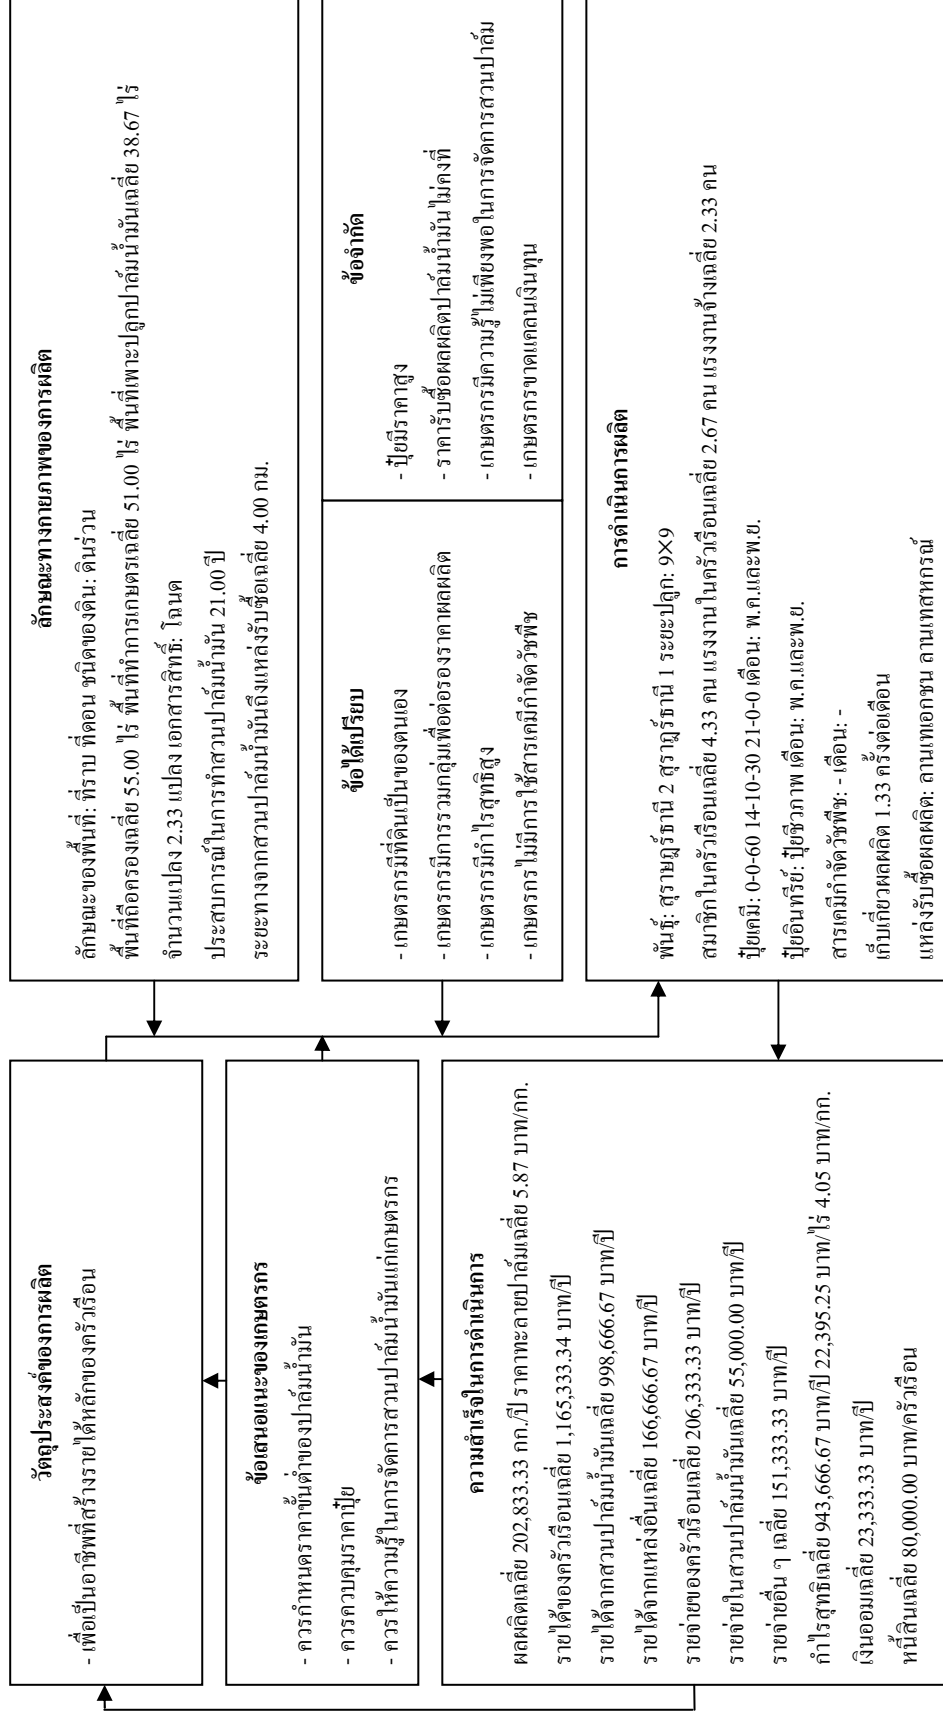 วัตถุประสงค์ของการผลิต
- เพื่อเป็นอาชีพที่สร้างรายได้หลักของครัวเรือน
ลักษณะทางกายภาพของการผลิต
ลักษณะของพื้นที่: ที่ราบ ที่ดอน ชนิดของดิน: ดินร่วน
พื้นที่ถือครองเฉลี่ย 55.00 ไร่ พื้นที่ทำการเกษตรเฉลี่ย 51.00 ไร่ พื้นที่เพาะปลูกปาล์มน้ำมันเฉลี่ย 38.67 ไร่
จำนวนแปลง 2.33 แปลง เอกสารสิทธิ์: โฉนด
ประสบการณ์ในการทำสวนปาล์มน้ำมัน 21.00 ปี
ระยะทางจากสวนปาล์มน้ำมันถึงแหล่งรับซื้อเฉลี่ย 4.00 กม.
ข้อเสนอแนะของเกษตรกร
- ควรกำหนดราคาขั้นต่ำของปาล์มน้ำมัน
- ควรควบคุมราคาปุ๋ย
- ควรให้ความรู้ในการจัดการสวนปาล์มน้ำมันแก่เกษตรกร
ข้อได้เปรียบ
- เกษตรกรมีที่ดินเป็นของตนเอง
- เกษตรกรมีการรวมกลุ่มเพื่อต่อรองราคาผลผลิต
- เกษตรกรมีกำไรสุทธิสูง
- เกษตรกรไม่มีการใช้สารเคมีกำจัดวัชพืช
ข้อจำกัด
- ปุ๋ยมีราคาสูง
- ราคารับซื้อผลผลิตปาล์มน้ำมันไม่คงที่
- เกษตรกรมีความรู้ไม่เพียงพอในการจัดการสวนปาล์ม
- เกษตรกรขาดแคลนเงินทุน
ความสำเร็จในการดำเนินการ
ผลผลิตเฉลี่ย 202,833.33 กก./ปี ราคาทะลายปาล์มเฉลี่ย 5.87 บาท/กก.
รายได้ของครัวเรือนเฉลี่ย 1,165,333.34 บาท/ปี
รายได้จากสวนปาล์มน้ำมันเฉลี่ย 998,666.67 บาท/ปี
รายได้จากแหล่งอื่นเฉลี่ย 166,666.67 บาท/ปี
รายจ่ายของครัวเรือนเฉลี่ย 206,333.33 บาท/ปี
รายจ่ายในสวนปาล์มน้ำมันเฉลี่ย 55,000.00 บาท/ปี
รายจ่ายอื่น ๆ เฉลี่ย 151,333.33 บาท/ปี
กำไรสุทธิเฉลี่ย 943,666.67 บาท/ปี 22,395.25 บาท/ไร่ 4.05 บาท/กก.
เงินออมเฉลี่ย 23,333.33 บาท/ปี
หนี้สินเฉลี่ย 80,000.00 บาท/ครัวเรือน
การดำเนินการผลิต
พันธุ์: สุราษฎร์ธานี 2 สุราฎร์ธานี 1 ระยะปลูก: 9×9
สมาชิกในครัวเรือนเฉลี่ย 4.33 คน แรงงานในครัวเรือนเฉลี่ย 2.67 คน แรงงานจ้างเฉลี่ย 2.33 คน
ปุ๋ยเคมี: 0-0-60 14-10-30 21-0-0 เดือน: พ.ค.และพ.ย.
ปุ๋ยอินทรีย์: ปุ๋ยชีวภาพ เดือน: พ.ค.และพ.ย.
สารเคมีกำจัดวัชพืช: - เดือน: -
เก็บเกี่ยวผลผลิต 1.33 ครั้งต่อเดือน
แหล่งรับซื้อผลผลิต: ลานเทเอกชน ลานเทสหกรณ์